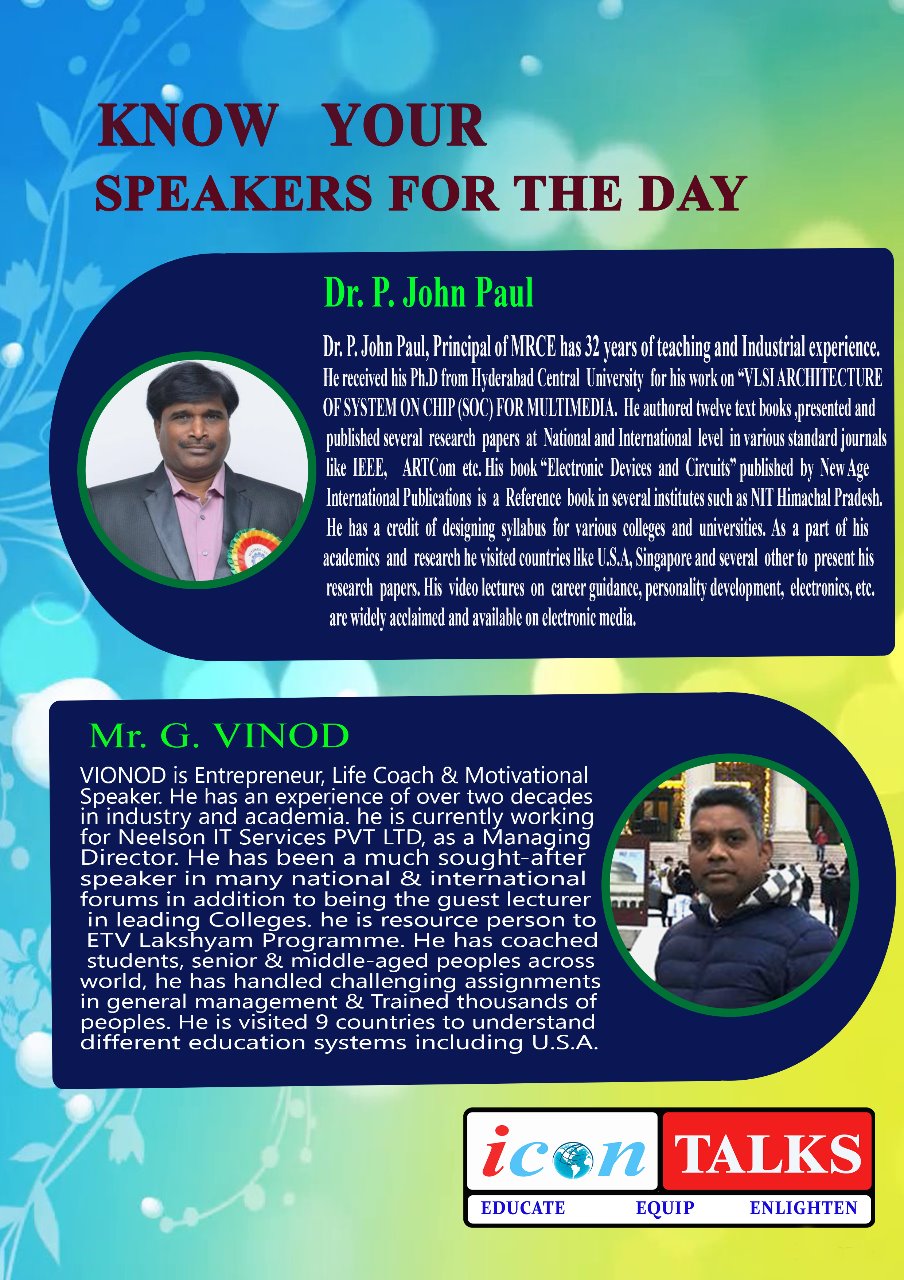 KNOW YOUR
SPEAKERS FOR THE DAY
Dr. P. John Paul
Dr. P. John Paul, Principal of MRCE has 32 years of teaching and Industrial experience.
He received his Ph.D from Hyderabad Central University for his work on “VLSI ARCHITECTURE
OF SYSTEM ON CHIP (SOC) FOR MULTIMEDIA. He authored twelve text books ,presented and
published several research papers at National and International level in various standard journals
like IEEE, ARTCom etc. His book “Electronic Devices and Circuits” published by New Age
International Publications is a Reference book in several institutes such as NIT Himachal Pradesh.
He has a credit of designing syllabus for various colleges and universities. As a part of his
academics and research he visited countries like U.S.A, Singapore and several other to present his
research papers. His video lectures on career guidance, personality development, electronics, etc.
are widely acclaimed and available on electronic media.
Mr. G. VINOD
VIONOD is Entrepreneur, Life Coach & Motivational
Speaker. He has an experience of over two decades
in industry and academia. he is currently working
for Neelson IT Services PVT LTD, as a Managing
Director. He has been a much sought-after
speaker in many national & international
forums in addition to being the guest lecturer
in leading Colleges. he is resource person to
ETV Lakshyam Programme. He has coached
students, senior & middle-aged peoples across
world, he has handled challenging assignments
in general management & Trained thousands of
peoples. He is visited 9 countries to understand
different education systems including U.S.A.
icon TALKS
EDUCATE EQUIP ENLIGHTEN